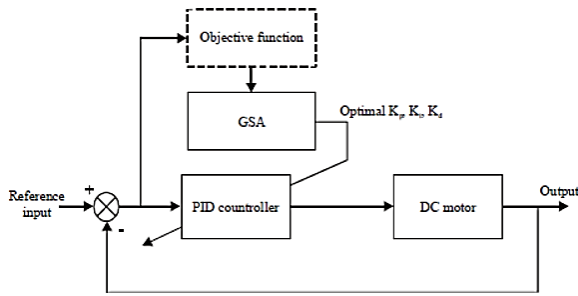 Objective function
GSA
Optimal Kp, Ki, Kd
Reference
input
+
-
PID countroller
DC motor
Output